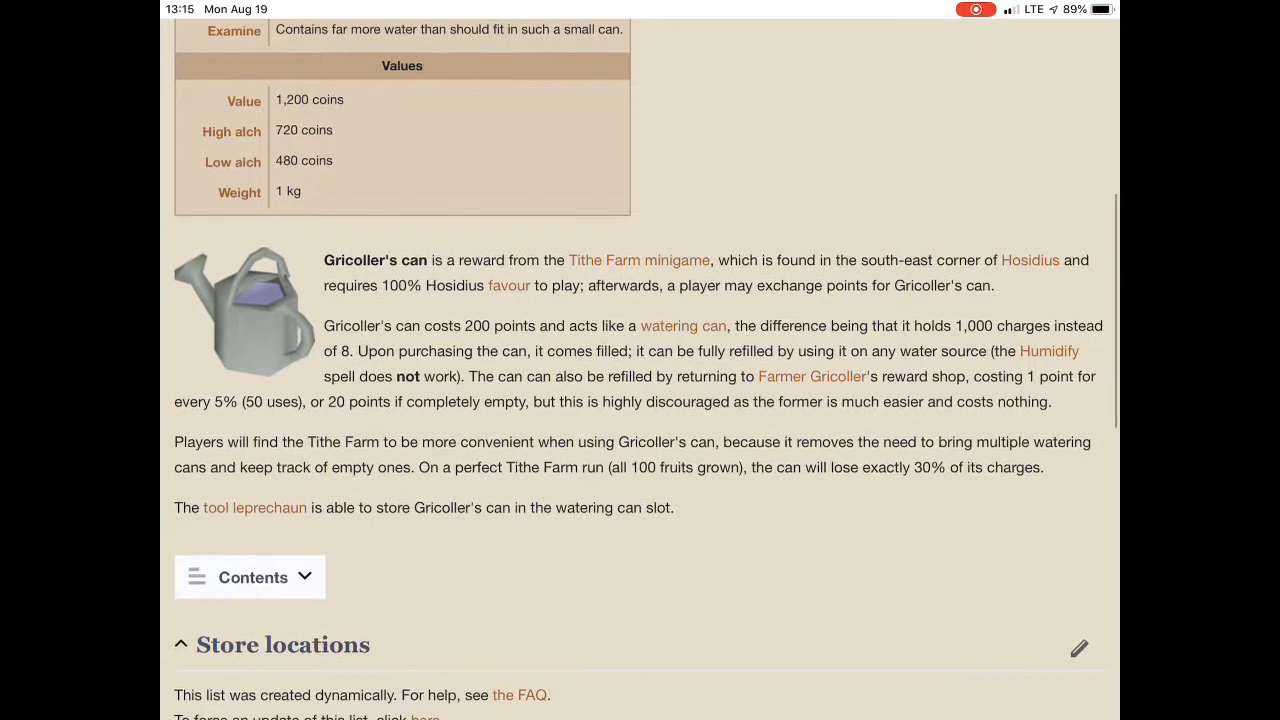 13:15 Mon Aug 19 LTE 89%
Examine Contains far more water than should fit in such a small can.
Values
Value 1,200 coins
High alch 720 coins
Low alch 480 coins
Weight 1 kg
Gricoller's can is a reward from the Tithe Farm minigame, which is found in the south-east corner of Hosidius and
requires 100% Hosidius favour to play; afterwards, a player may exchange points for Gricoller's can.
Gricoller's can costs 200 points and acts like a watering can, the difference being that it holds 1,000 charges instead
of 8. Upon purchasing the can, it comes filled; it can be fully refilled by using it on any water source (the Humidify
spell does not work). The can can also be refilled by returning to Farmer Gricoller's reward shop, costing 1 point for
every 5% (50 uses), or 20 points if completely empty, but this is highly discouraged as the former is much easier and costs nothing.
Players will find the Tithe Farm to be more convenient when using Gricoller's can, because it removes the need to bring multiple watering
cans and keep track of empty ones. On a perfect Tithe Farm run (all 100 fruits grown), the can will lose exactly 30% of its charges.
The tool leprechaun is able to store Gricoller's can in the watering can slot.
Contents
Store locations
This list was created dynamically. For help, see the FAQ.
To force an update of this list, click here.